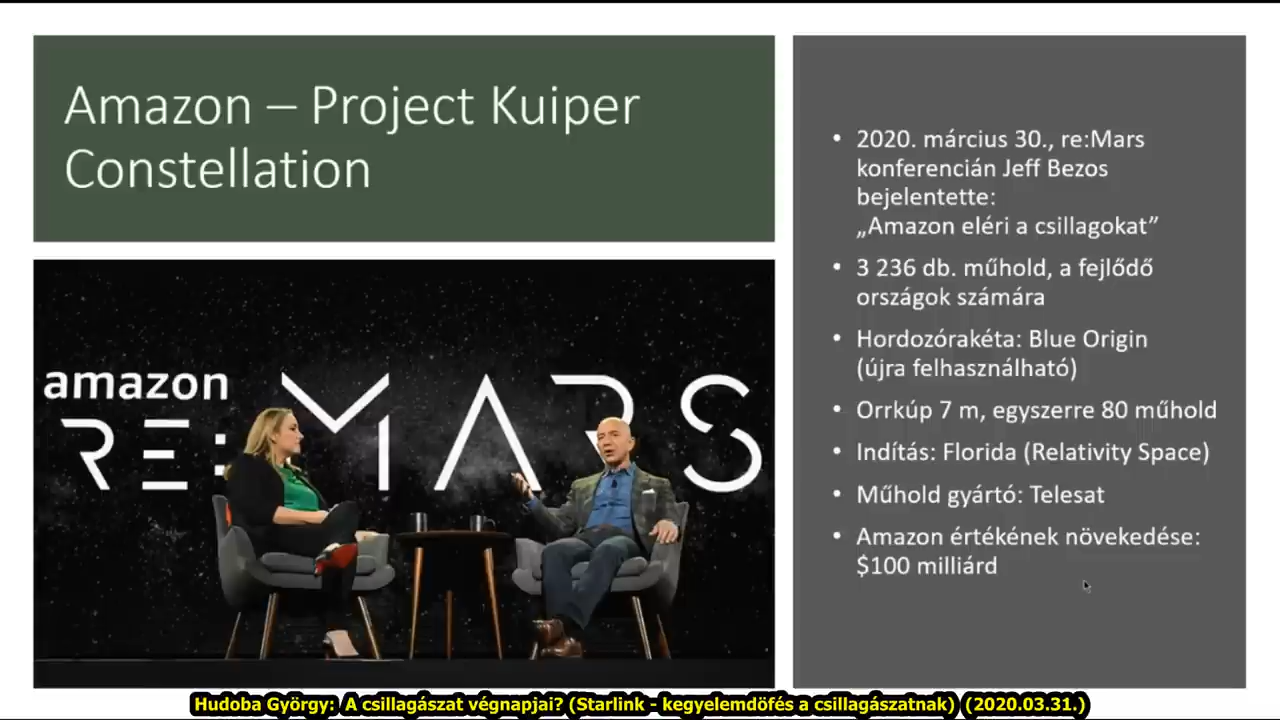 Amazon – Project Kuiper
Constellation
amazon
RE:MARS
• 2020. március 30., re:Mars
konferencián Jeff Bezos
bejelentette:
„Amazon eléri a csillagokat”
• 3 236 db. műhold, a fejlődő
országok számára
• Hordozórakéta: Blue Origin
(újra felhasználható)
• Orrkúp 7 m, egyszerre 80 műhold
• Indítás: Florida (Relativity Space)
• Műhold gyártó: Telesat
• Amazon értékének növekedése:
$100 milliárd
Hudoba György: A csillagászat végnapjai? (Starlink - kegyelemdöfés a csillagászatnak) (2020.03.31.)